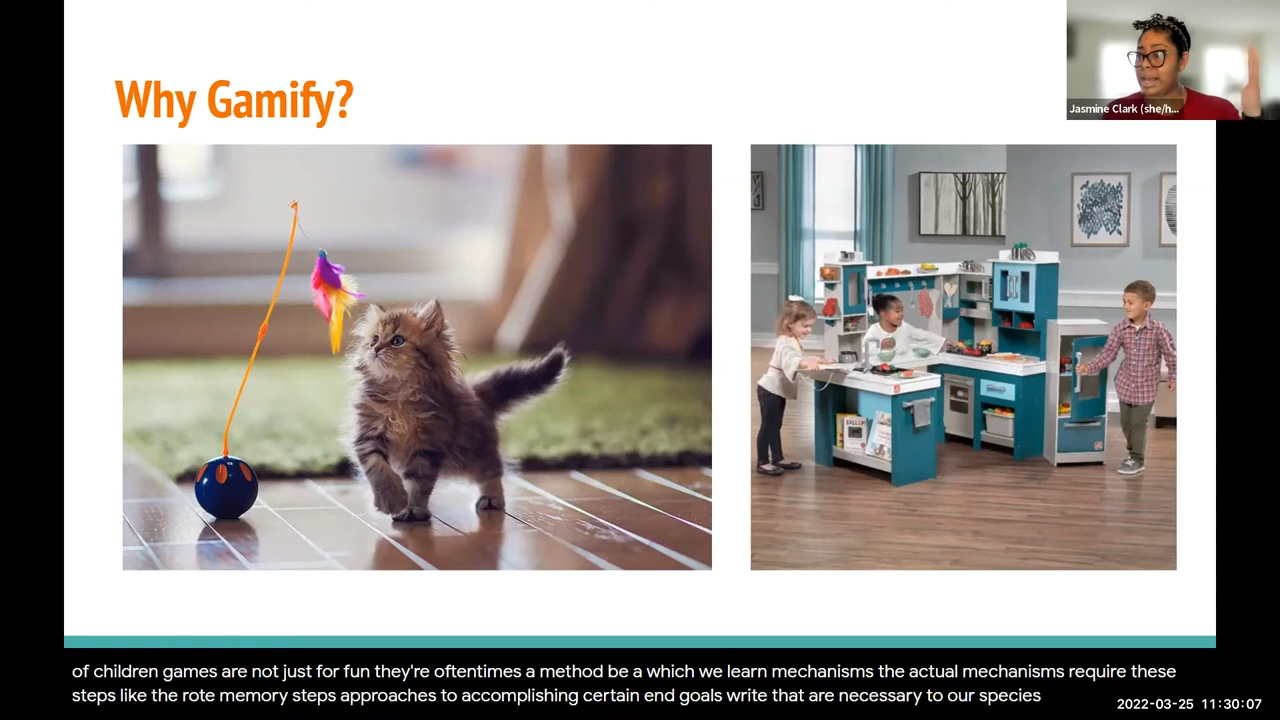 Why Gamify?
Jasmine Clark (she/h...
of children games are not just for fun they're oftentimes a method be a which we learn mechanisms the actual mechanisms require these
steps like the rote memory steps approaches to accomplishing certain end goals write that are necessary to our species
2022-03-25 11:30:07